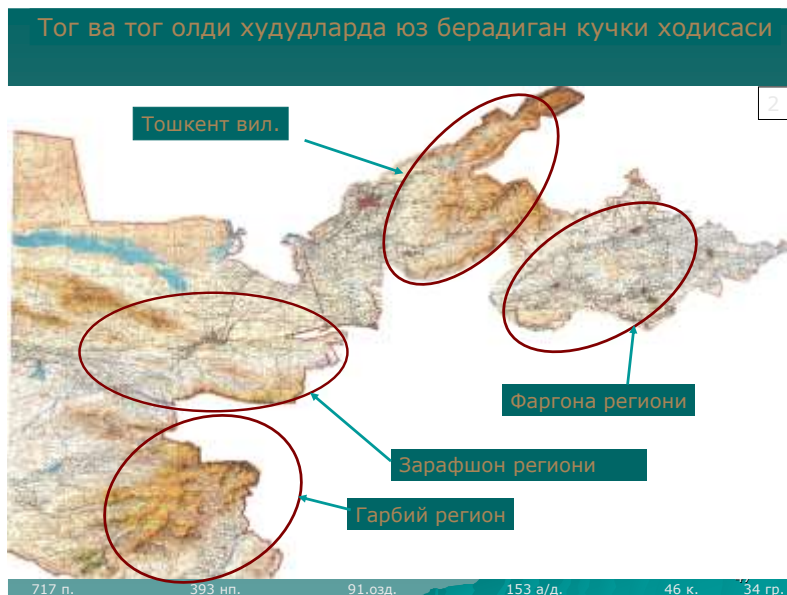 Тог ва тог олди худудларда юз берадиган кучки ходисаси
2
Тошкент вил.
Фаргона региони
Зарафшон региони
Гарбий регион
717 п. 393 нп. 91.озд. 153 а/д. 46 к. 34 гр.